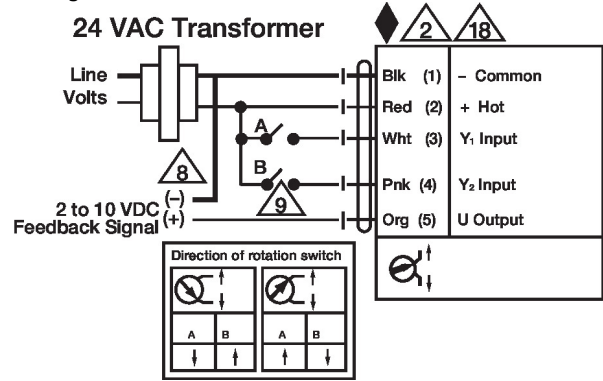 24 VAC Transformer
2 18
Line
Volts
Blk (1) – Common
Red (2) + Hot
A
Wht (3) Y₁ Input
B
Pnk (4) Y₂ Input
8
9
2 to 10 VDC (–)
Feedback Signal (+)
Org (5) U Output
Direction of rotation switch
A B A B